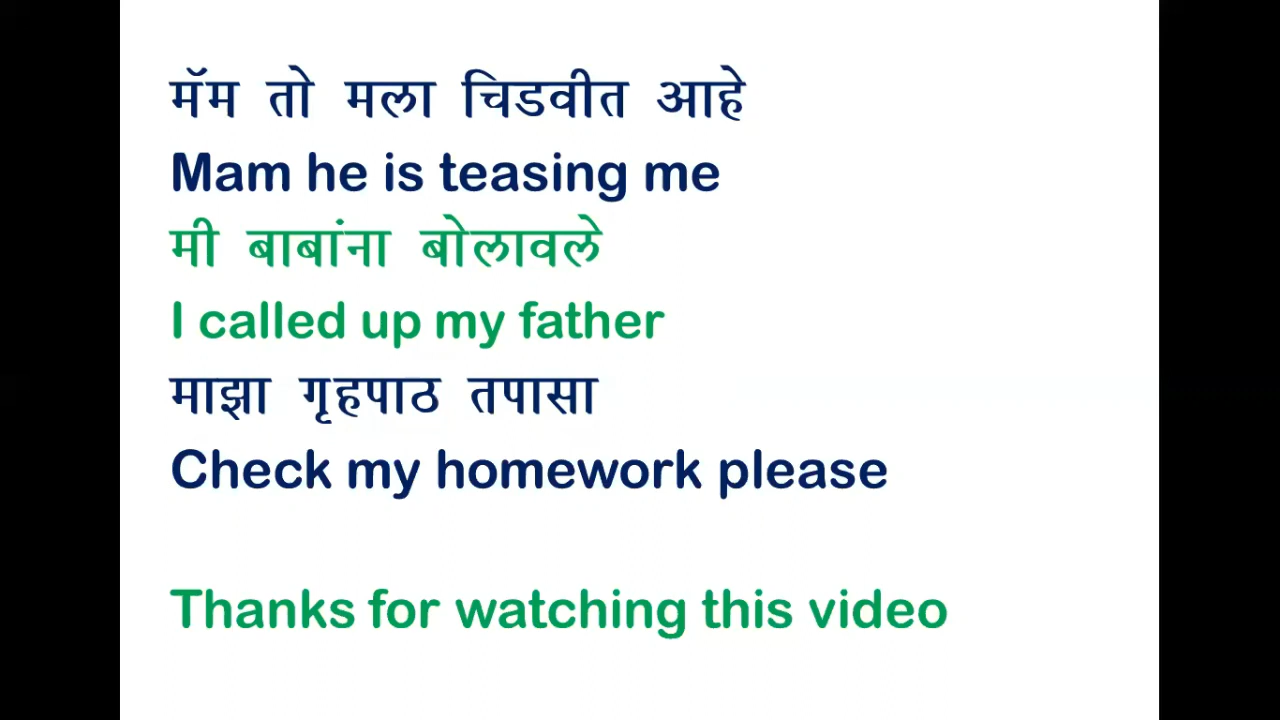 मॅम तो मला चिडवीत आहे
Mam he is teasing me
मी बाबांना बोलावले
I called up my father
माझा गृहपाठ तपासा
Check my homework please
Thanks for watching this video